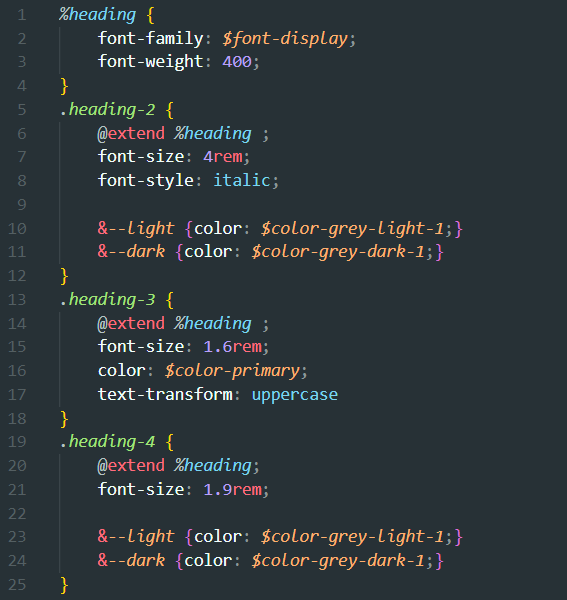 1 %heading {
2 font-family: $font-display;
3 font-weight: 400;
4 }
5 .heading-2 {
6 @extend %heading ;
7 font-size: 4rem;
8 font-style: italic;
9
10 &--light {color: $color-grey-light-1;}
11 &--dark {color: $color-grey-dark-1;}
12 }
13 .heading-3 {
14 @extend %heading ;
15 font-size: 1.6rem;
16 color: $color-primary;
17 text-transform: uppercase
18 }
19 .heading-4 {
20 @extend %heading;
21 font-size: 1.9rem;
22
23 &--light {color: $color-grey-light-1;}
24 &--dark {color: $color-grey-dark-1;}
25 }